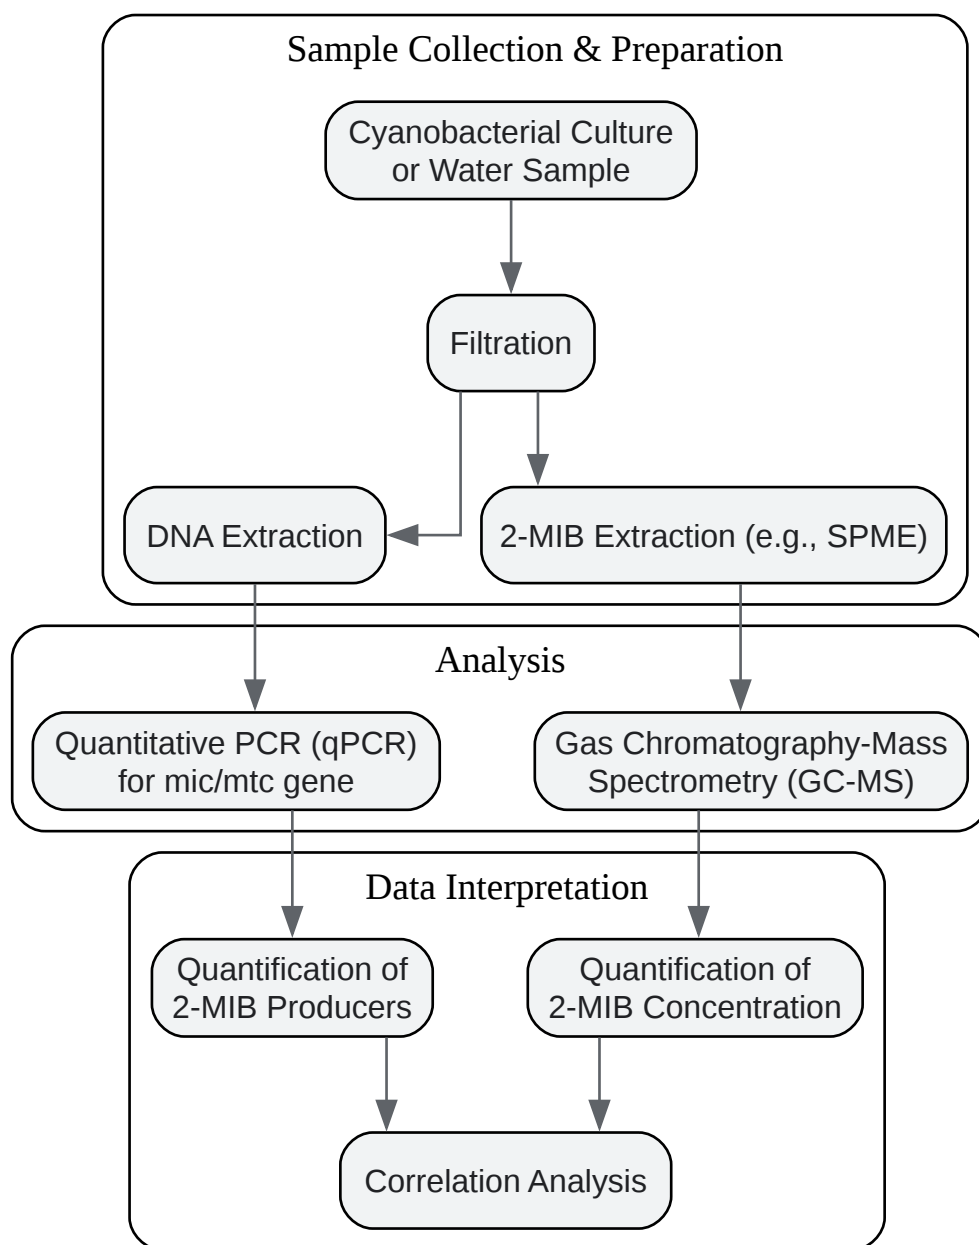 Sample Collection & Preparation
Cyanobacterial Culture
or Water Sample
Filtration
DNA Extraction
2-MIB Extraction (e.g., SPME)
Analysis
Quantitative PCR (qPCR)
for mic/mtc gene
Gas Chromatography-Mass
Spectrometry (GC-MS)
Data Interpretation
Quantification of
2-MIB Producers
Quantification of
2-MIB Concentration
Correlation Analysis